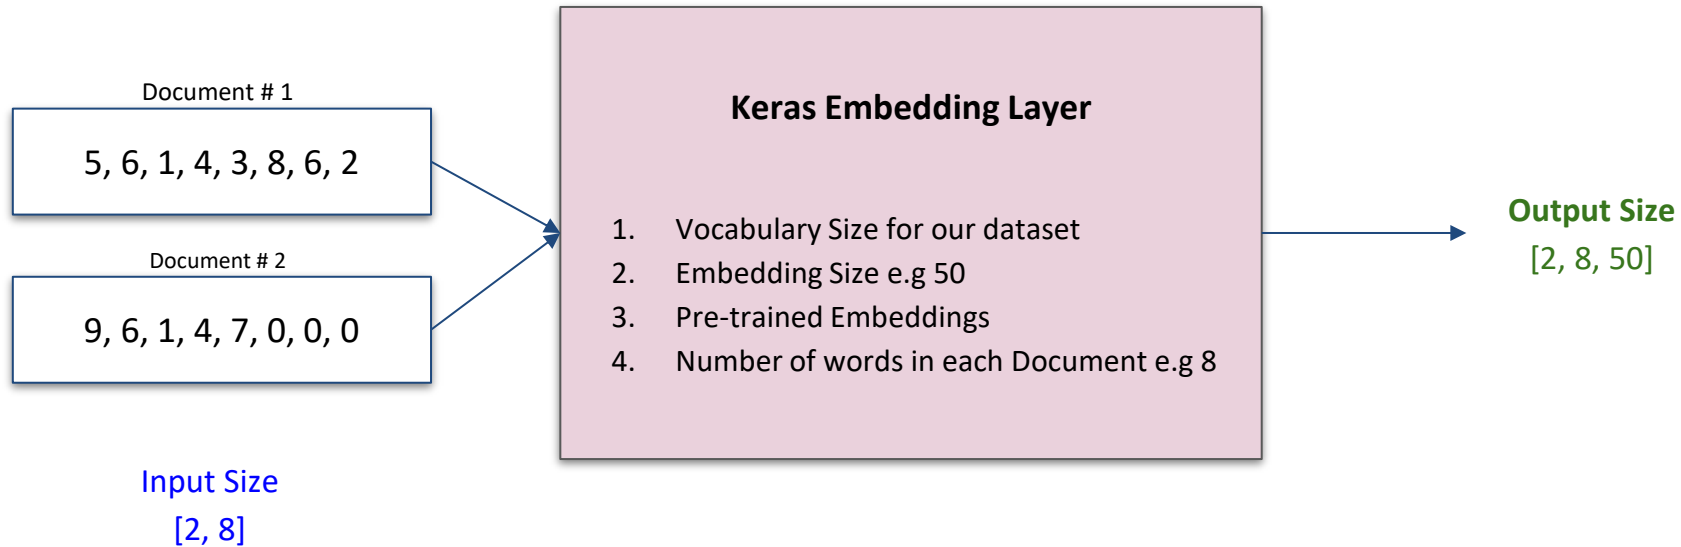 Document # 1
5, 6, 1, 4, 3, 8, 6, 2
Document # 2
9, 6, 1, 4, 7, 0, 0, 0
Input Size
[2, 8]
Keras Embedding Layer
1. Vocabulary Size for our dataset
2. Embedding Size e.g 50
3. Pre-trained Embeddings
4. Number of words in each Document e.g 8
Output Size
[2, 8, 50]